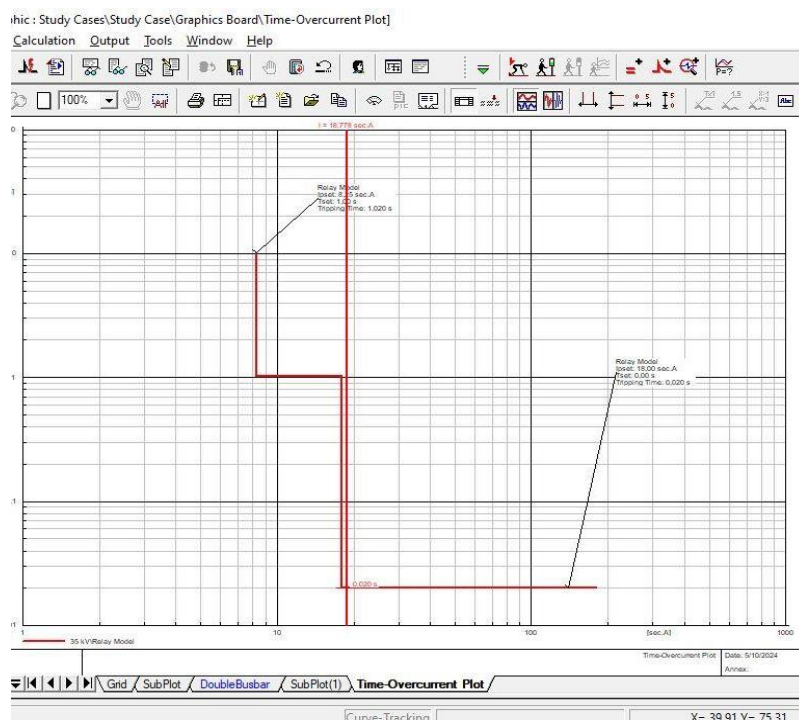 hic : Study Cases\Study Case\Graphics Board\Time-Overcurrent Plot]
Calculation Output Tools Window Help
P=?
100%
Abc
I = 18,778 sec.A
Relay Model
Ipset: 8,25 sec.A
Tset: 1,00 s
Tripping Time: 1,020 s
Relay Model
Ipset: 18,00 sec.A
Tset: 0,00 s
Tripping Time: 0,020 s
0.020 s
1 10 100 [sec.A] 1000
35 kV\Relay Model
Time-Overcurrent Plot Date: 5/10/2024
Annex:
Grid SubPlot DoubleBusbar SubPlot(1) Time-Overcurrent Plot
Curve-Tracking X= 39,91 Y= 75,31